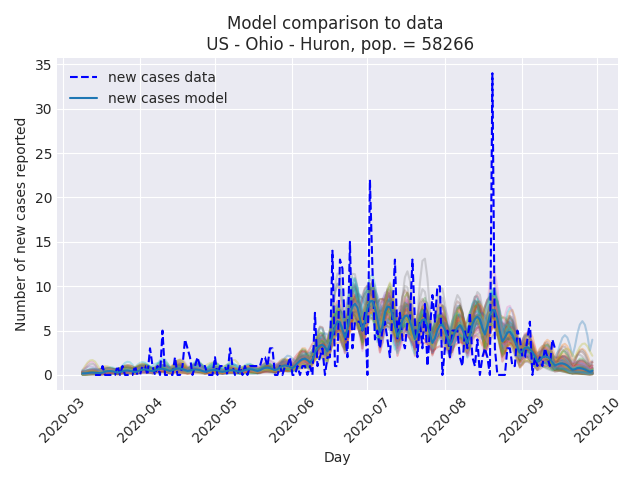 Model comparison to data
US - Ohio - Huron, pop. = 58266
new cases data
new cases model
Number of new cases reported
35
30
25
20
15
10
5
0
2020-03
2020-04
2020-05
2020-06
2020-07
2020-08
2020-09
2020-10
Day